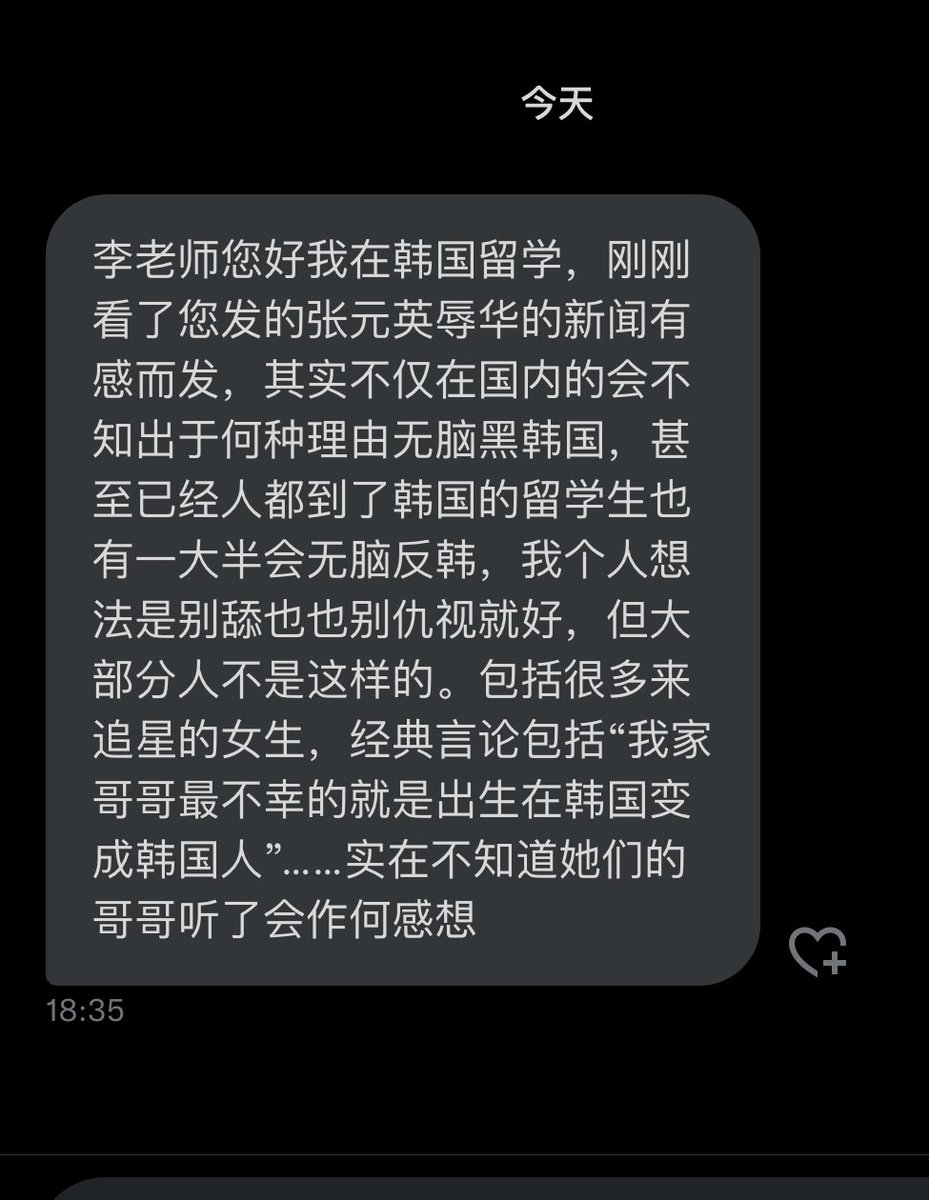 今天
李老师您好我在韩国留学，刚刚
看了您发的张元英辱华的新闻有
感而发，其实不仅在国内的会不
知出于何种理由无脑黑韩国，甚
至已经人都到了韩国的留学生也
有一大半会无脑反韩，我个人想
法是别舔也也别仇视就好，但大
部分人不是这样的。包括很多来
追星的女生，经典言论包括“我家
哥哥最不幸的就是出生在韩国变
成韩国人”……实在不知道她们的
哥哥听了会作何感想
18:35